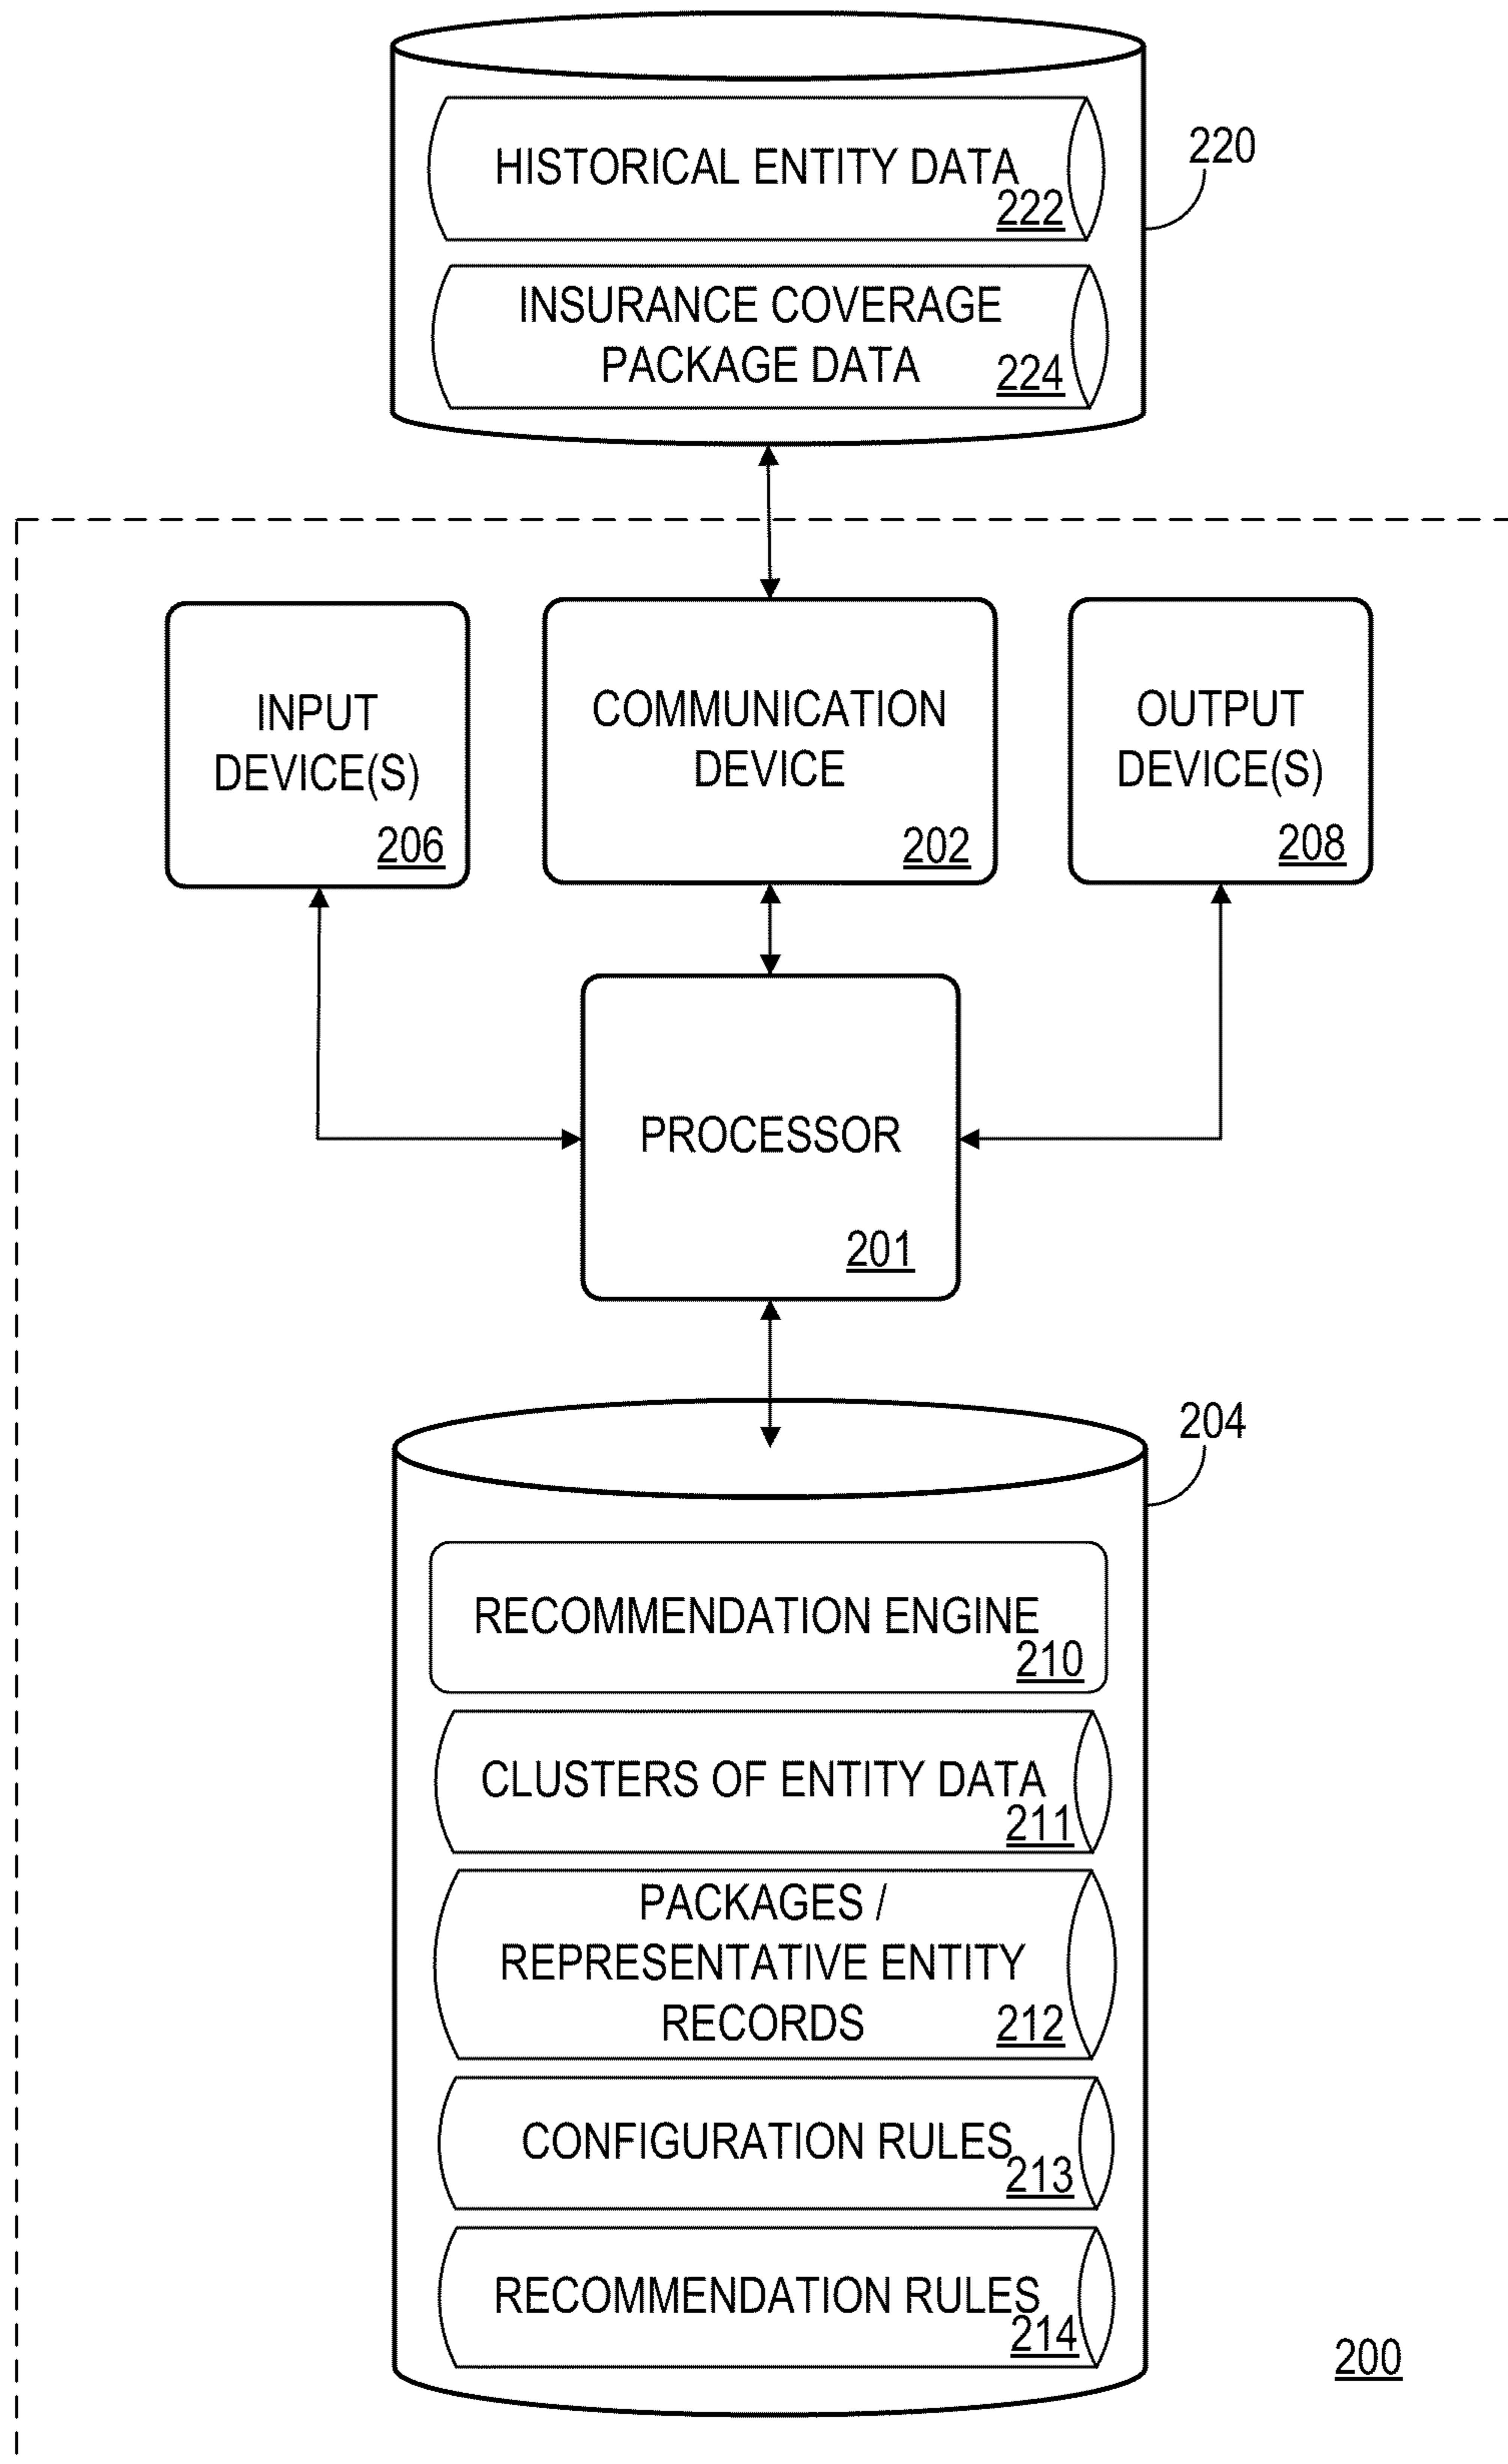 HISTORICAL ENTITY DATA
222
220
INSURANCE COVERAGE
PACKAGE DATA
224
INPUT
DEVICE(S)
206
COMMUNICATION
DEVICE
202
OUTPUT
DEVICE(S)
208
PROCESSOR
201
204
RECOMMENDATION ENGINE
210
CLUSTERS OF ENTITY DATA
211
PACKAGES /
REPRESENTATIVE ENTITY
RECORDS
212
CONFIGURATION RULES
213
RECOMMENDATION RULES
214
200